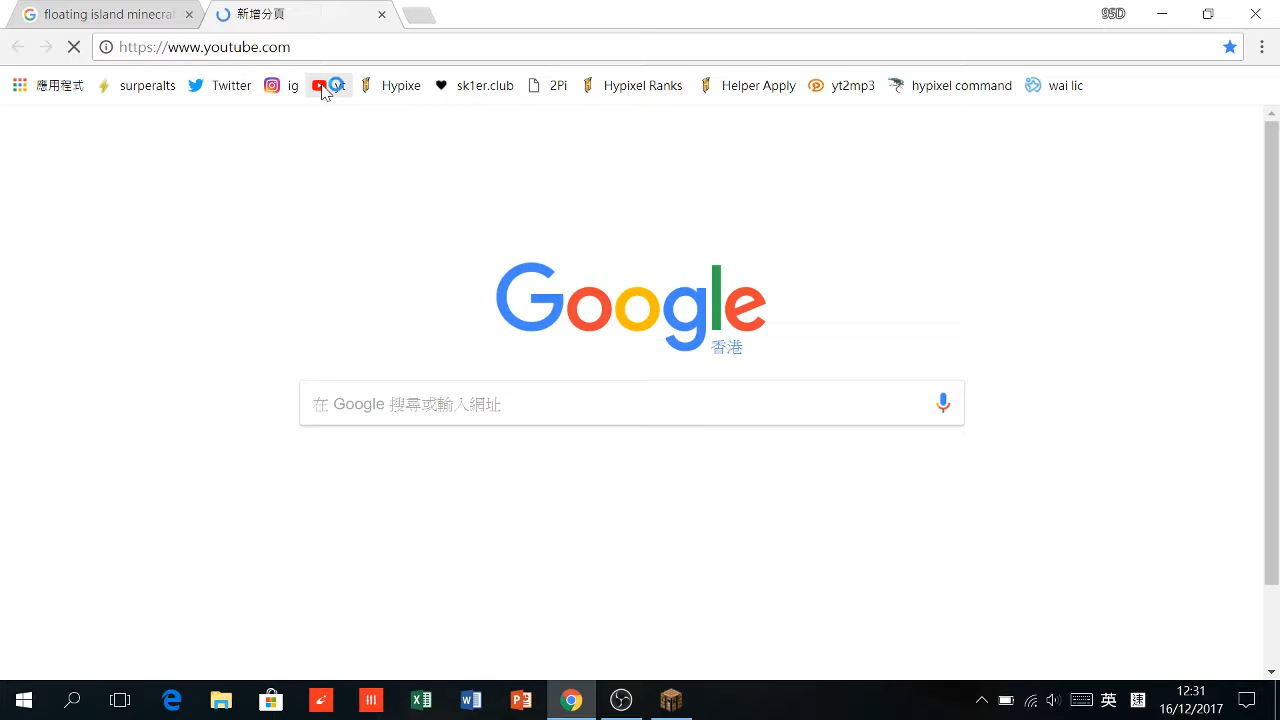 floating island minecraf
新增分頁
95D
https://www.youtube.com
應用程式 surperalts Twitter ig Hypixe sk1er.club 2Pi Hypixel Ranks Helper Apply yt2mp3 hypixel command wai lic
Google
香港
在 Google 搜尋或輸入網址
英
12:31
16/12/2017